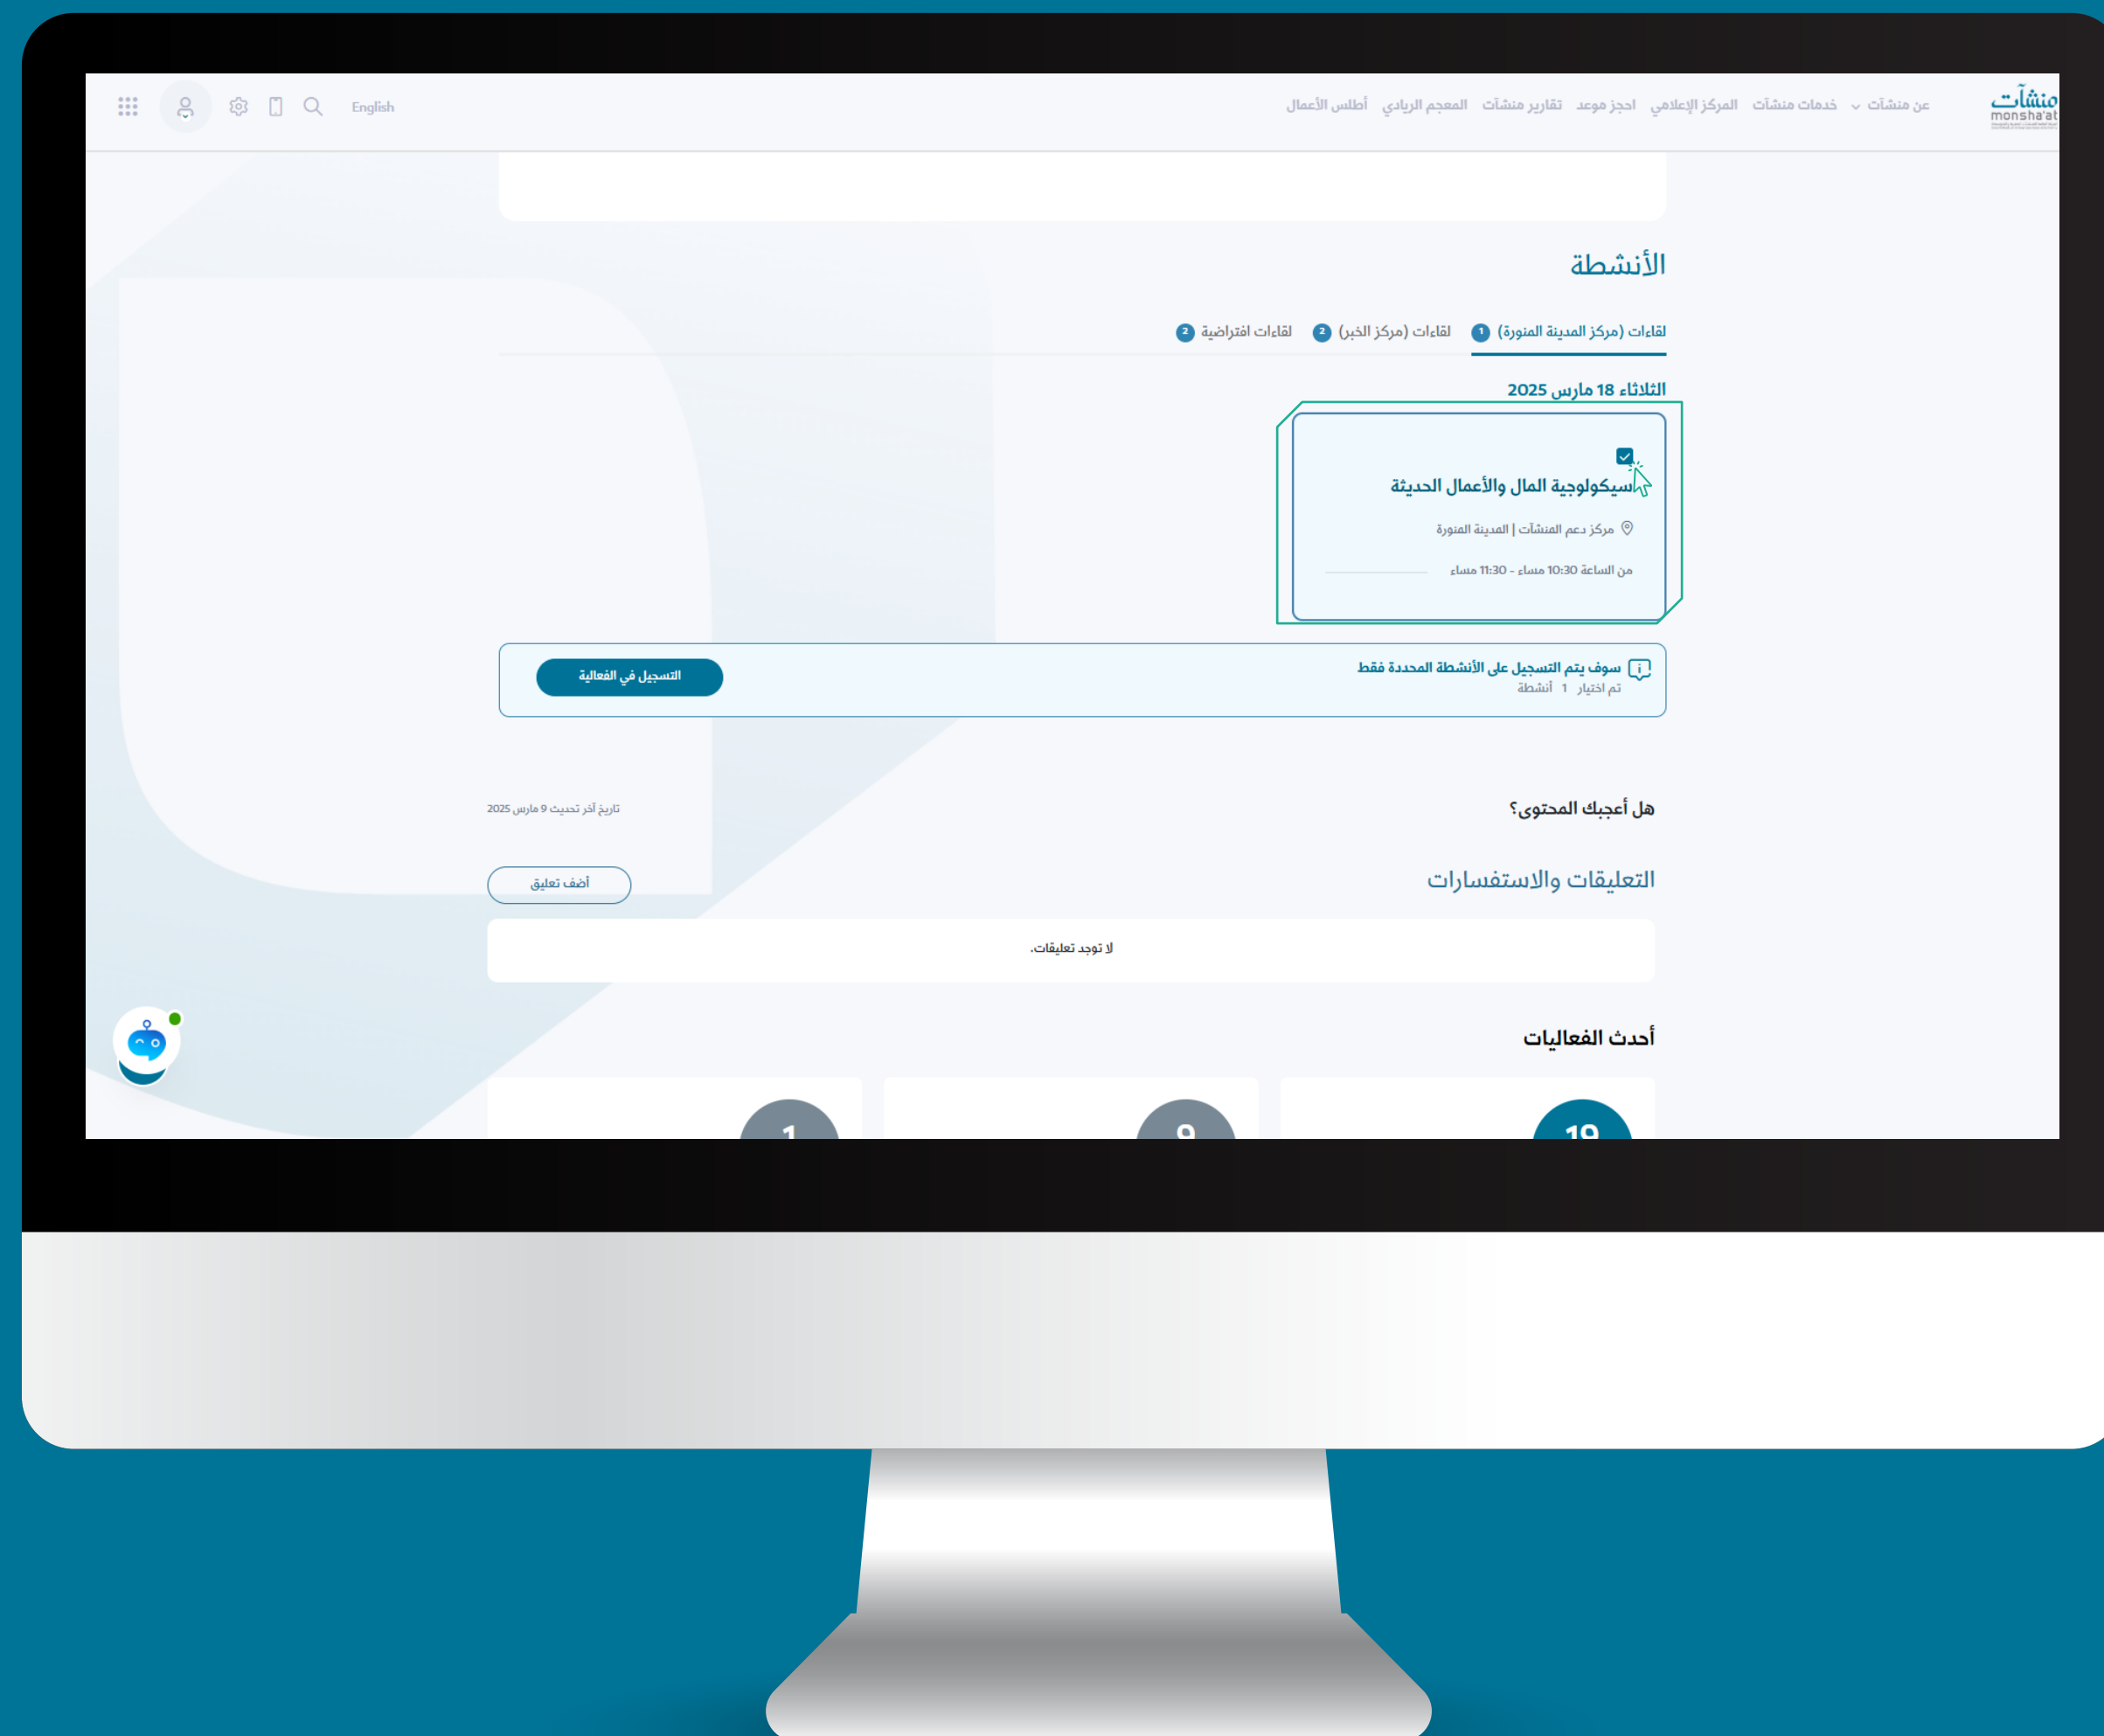 منشآت
monsha'at
عن منشآت خدمات منشآت المركز الإعلامي احجز موعد تقارير منشآت المعجم الريادي أطلس الأعمال English
الأنشطة
لقاءات (مركز المدينة المنورة) 1 لقاءات (مركز الخبر) 2 لقاءات افتراضية 2
الثلاثاء 18 مارس 2025
سيكولوجية المال والأعمال الحديثة
مركز دعم المنشآت | المدينة المنورة
من الساعة 10:30 مساء - 11:30 مساء
سوف يتم التسجيل على الأنشطة المحددة فقط
تم اختيار 1 أنشطة
التسجيل في الفعالية
هل أعجبك المحتوى؟
تاريخ آخر تحديث 9 مارس 2025
التعليقات والاستفسارات
أضف تعليق
لا توجد تعليقات.
أحدث الفعاليات
19
9
1